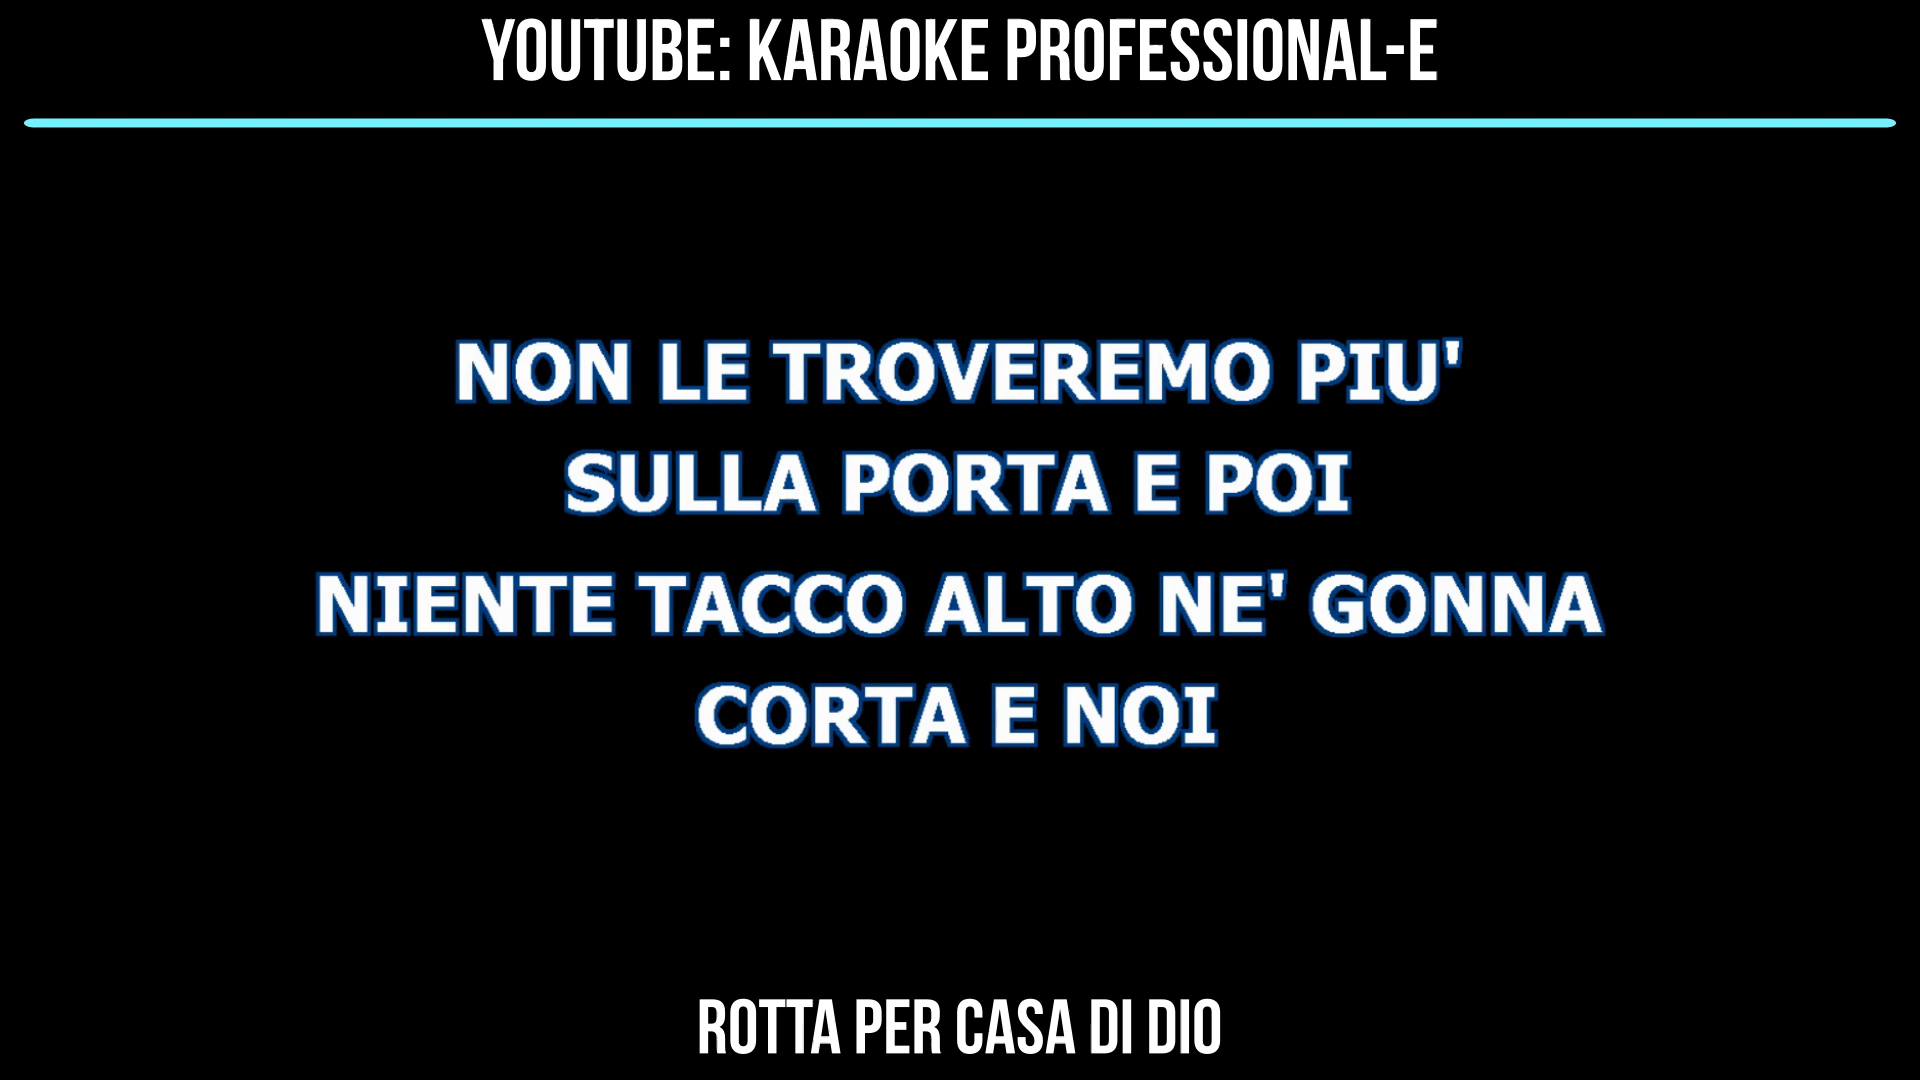 YOUTUBE: KARAOKE PROFESSIONAL-E
NON LE TROVEREMO PIU'
SULLA PORTA E POI
NIENTE TACCO ALTO NE' GONNA
CORTA E NOI
ROTTA PER CASA DI DIO